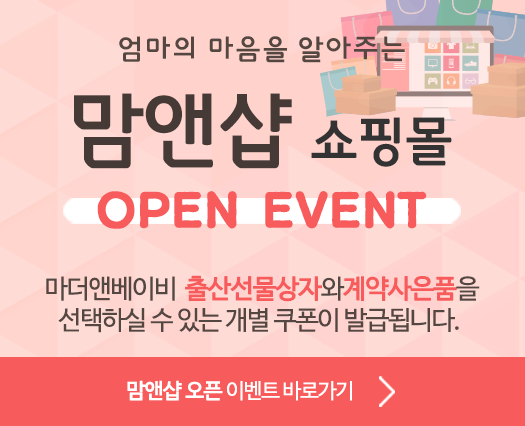 엄마의 마음을 알아주는
맘앤샵 쇼핑몰
OPEN EVENT
마더앤베이비 출산선물상자와계약사은품을
선택하실 수 있는 개별 쿠폰이 발급됩니다.
맘앤샵 오픈 이벤트 바로가기